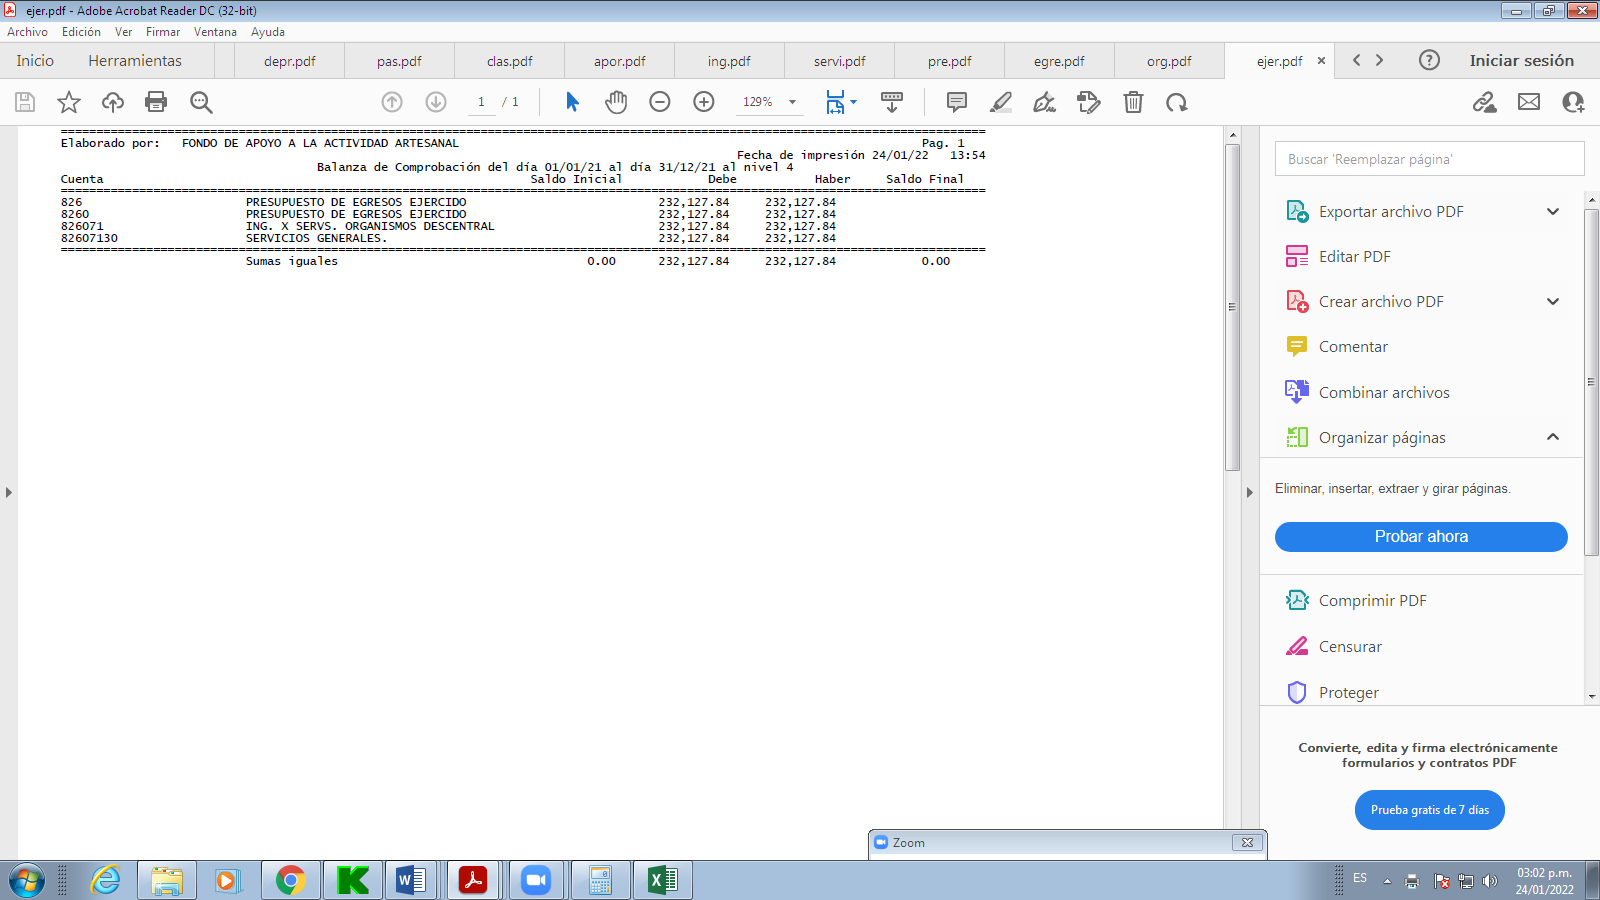 ejer.pdf - Adobe Acrobat Reader DC (32-bit)
Archivo Edición Ver Firmar Ventana Ayuda
Inicio Herramientas depr.pdf pas.pdf clas.pdf apor.pdf ing.pdf servi.pdf pre.pdf egre.pdf org.pdf ejer.pdf Iniciar sesión
1 / 1 129%
Elaborado por: FONDO DE APOYO A LA ACTIVIDAD ARTESANAL Pag. 1
Fecha de impresión 24/01/22 13:54
Balanza de Comprobación del día 01/01/21 al día 31/12/21 al nivel 4
Cuenta Saldo Inicial Debe Haber Saldo Final
826 PRESUPUESTO DE EGRESOS EJERCIDO 232,127.84 232,127.84
8260 PRESUPUESTO DE EGRESOS EJERCIDO 232,127.84 232,127.84
826071 ING. X SERVS. ORGANISMOS DESCENTRAL 232,127.84 232,127.84
82607130 SERVICIOS GENERALES. 232,127.84 232,127.84
Sumas iguales 0.00 232,127.84 232,127.84 0.00
Buscar 'Reemplazar página'
Exportar archivo PDF
Editar PDF
Crear archivo PDF
Comentar
Combinar archivos
Organizar páginas
Eliminar, insertar, extraer y girar páginas.
Probar ahora
Comprimir PDF
Censurar
Proteger
Convierte, edita y firma electrónicamente
formularios y contratos PDF
Prueba gratis de 7 días
Zoom
ES
03:02 p.m.
24/01/2022